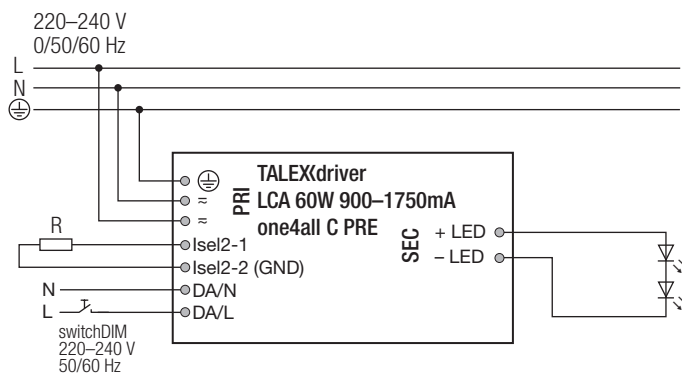 220–240 V
0/50/60 Hz
L
N
TALEXXdriver
LCA 60W 900–1750mA
one4all C PRE
PRI
≂
≂
SEC
+ LED
– LED
R
Isel2-1
Isel2-2 (GND)
N
DA/N
L
DA/L
switchDIM
220–240 V
50/60 Hz